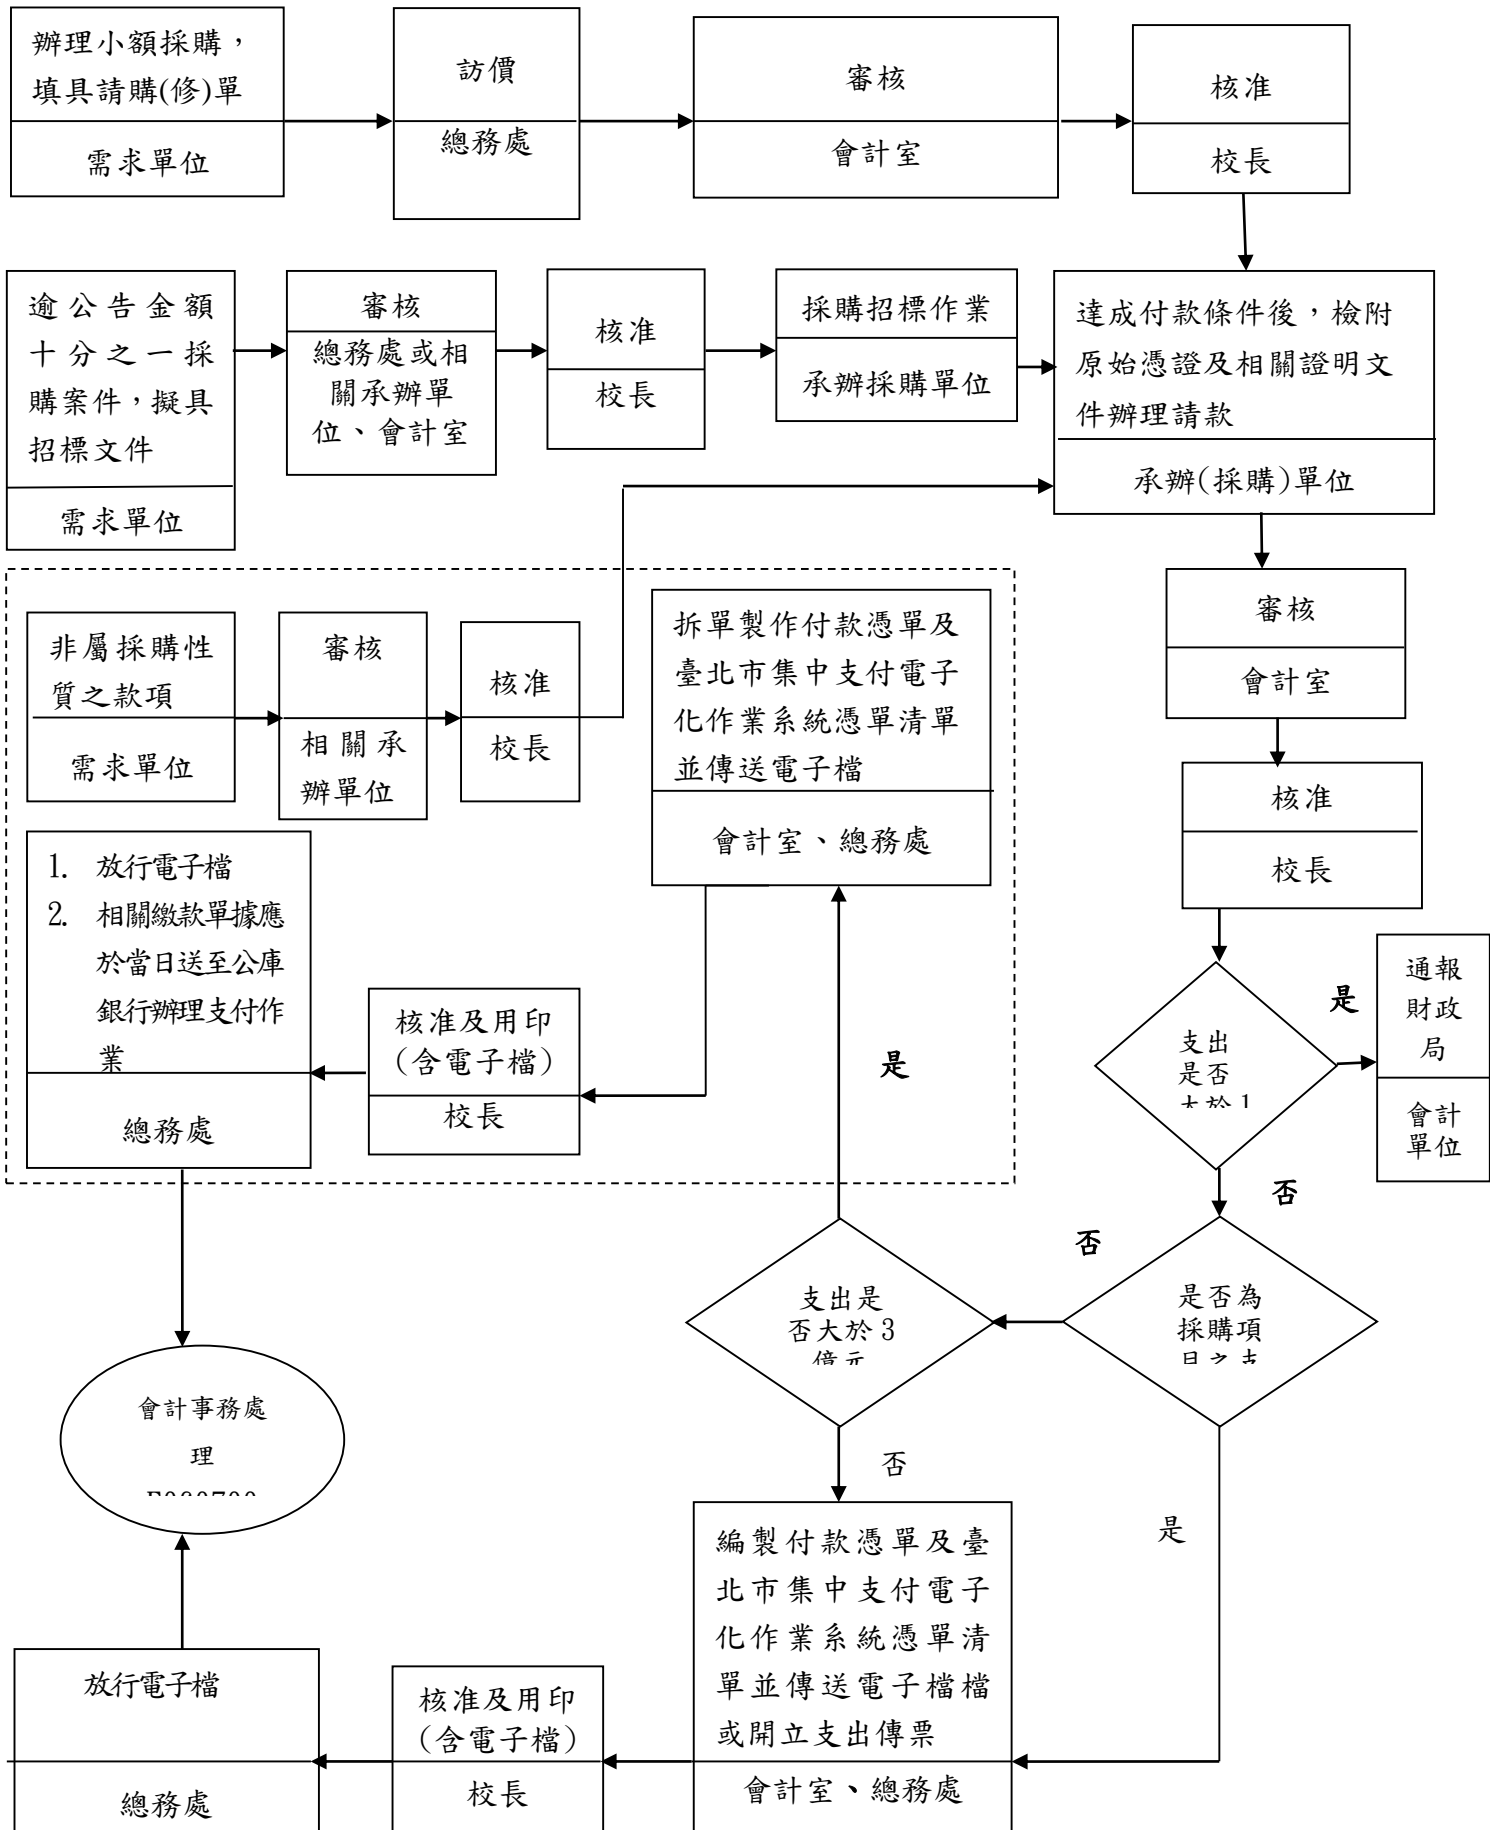 辦理小額採購，
填具請購(修)單
需求單位
訪價
總務處
審核
會計室
核准
校長
逾公告金額
十分之一採
購案件，擬具
招標文件
需求單位
審核
總務處或相
關承辦單
位、會計室
核准
校長
採購招標作業
承辦採購單位
達成付款條件後，檢附
原始憑證及相關證明文
件辦理請款
承辦(採購)單位
非屬採購性
質之款項
需求單位
審核
相關承
辦單位
核准
校長
拆單製作付款憑單及
臺北市集中支付電子
化作業系統憑單清單
並傳送電子檔
會計室、總務處
審核
會計室
核准
校長
1. 放行電子檔
2. 相關繳款單據應
於當日送至公庫
銀行辦理支付作
業
總務處
核准及用印
(含電子檔)
校長
是
支出
是否
大於1
是
通報
財政
局
會計
單位
否
否
支出是
否大於3
億元
是否為
採購項
目之支
會計事務處
理
否
是
編製付款憑單及臺
北市集中支付電子
化作業系統憑單清
單並傳送電子檔檔
或開立支出傳票
會計室、總務處
核准及用印
(含電子檔)
校長
放行電子檔
總務處